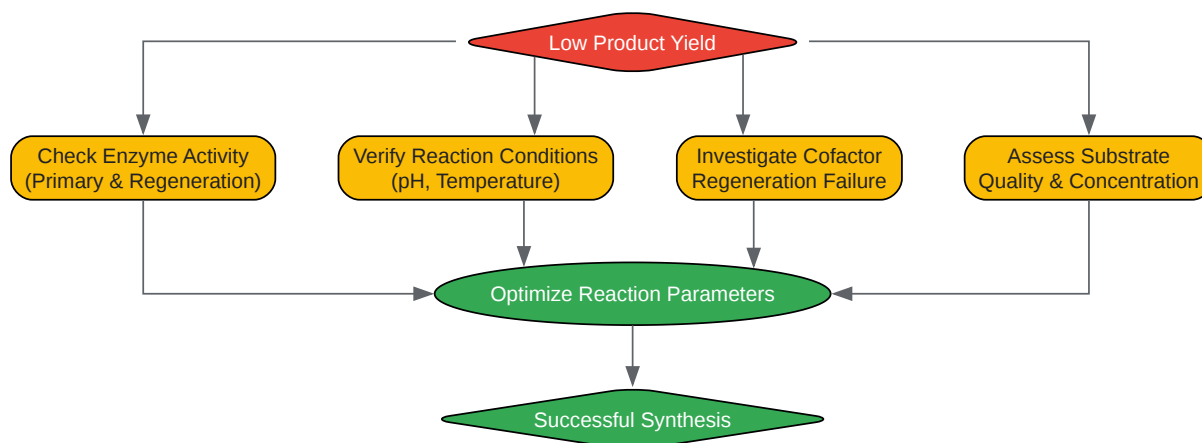 Low Product Yield
Check Enzyme Activity
(Primary & Regeneration)
Verify Reaction Conditions
(pH, Temperature)
Investigate Cofactor
Regeneration Failure
Assess Substrate
Quality & Concentration
Optimize Reaction Parameters
Successful Synthesis